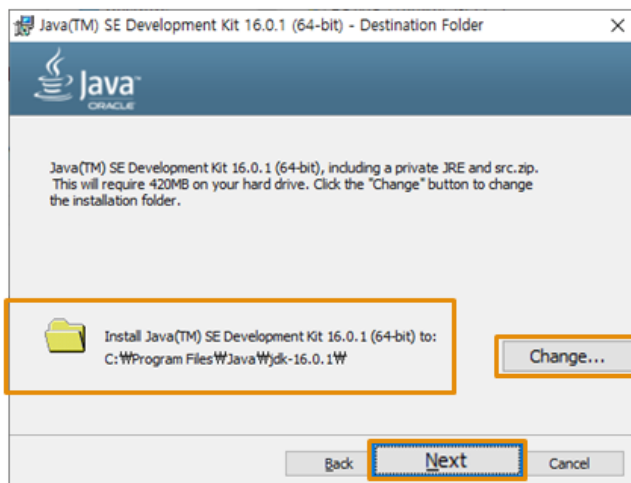 Java(TM) SE Development Kit 16.0.1 (64-bit) - Destination Folder
Java
ORACLE
Java(TM) SE Development Kit 16.0.1 (64-bit), including a private JRE and src.zip.
This will require 420MB on your hard drive. Click the "Change" button to change
the installation folder.
Install Java(TM) SE Development Kit 16.0.1 (64-bit) to:
C:₩Program Files₩Java₩jdk-16.0.1₩
Change...
Back Next Cancel